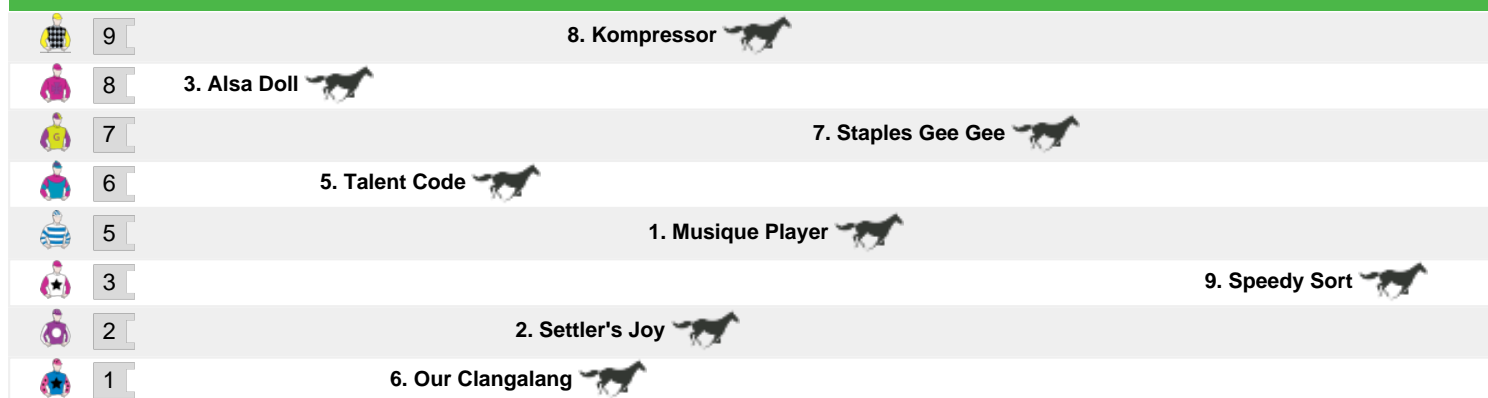 9 8. Kompressor
8 3. Alsa Doll
G 7 7. Staples Gee Gee
6 5. Talent Code
5 1. Musique Player
3 9. Speedy Sort
2 2. Settler's Joy
1 6. Our Clangalang